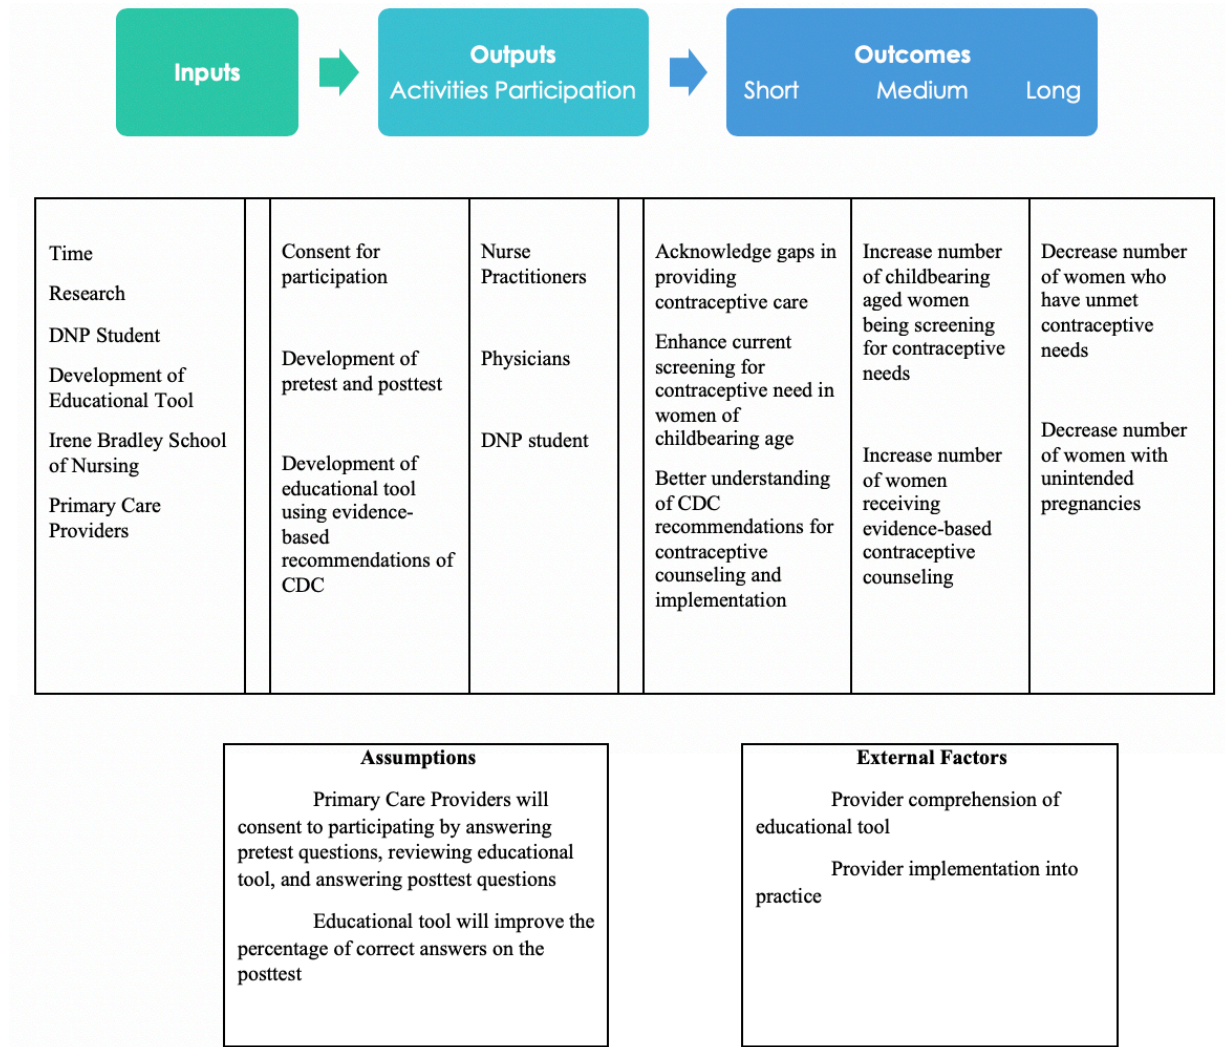 Inputs
Outputs
Activities Participation
Outcomes
Short Medium Long
Time
Research
DNP Student
Development of
Educational Tool
Irene Bradley School
of Nursing
Primary Care
Providers
Consent for
participation
Development of
pretest and posttest
Development of
educational tool
using evidence-
based
recommendations of
CDC
Nurse
Practitioners
Physicians
DNP student
Acknowledge gaps in
providing
contraceptive care
Enhance current
screening for
contraceptive need in
women of
childbearing age
Better understanding
of CDC
recommendations for
contraceptive
counseling and
implementation
Increase number
of childbearing
aged women
being screening
for contraceptive
needs
Increase number
of women
receiving
evidence-based
contraceptive
counseling
Decrease number
of women who
have unmet
contraceptive
needs
Decrease number
of women with
unintended
pregnancies
Assumptions
Primary Care Providers will
consent to participating by answering
pretest questions, reviewing educational
tool, and answering posttest questions
Educational tool will improve the
percentage of correct answers on the
posttest
External Factors
Provider comprehension of
educational tool
Provider implementation into
practice